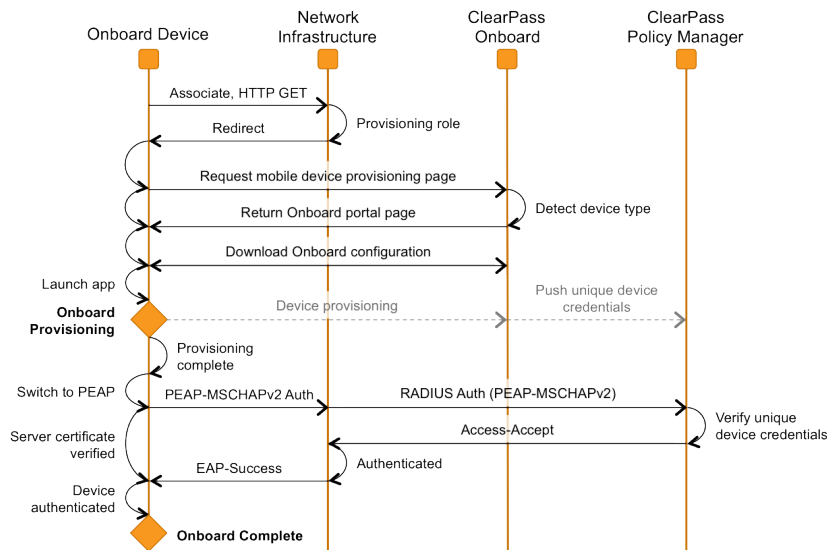 Onboard Device
Network
Infrastructure
ClearPass
Onboard
ClearPass
Policy Manager
Associate, HTTP GET
Provisioning role
Redirect
Request mobile device provisioning page
Detect device type
Return Onboard portal page
Download Onboard configuration
Launch app
Onboard
Provisioning
Device provisioning
Push unique device
credentials
Provisioning
complete
Switch to PEAP
PEAP-MSCHAPv2 Auth
RADIUS Auth (PEAP-MSCHAPv2)
Verify unique
device credentials
Server certificate
verified
Access-Accept
Authenticated
EAP-Success
Device
authenticated
Onboard Complete